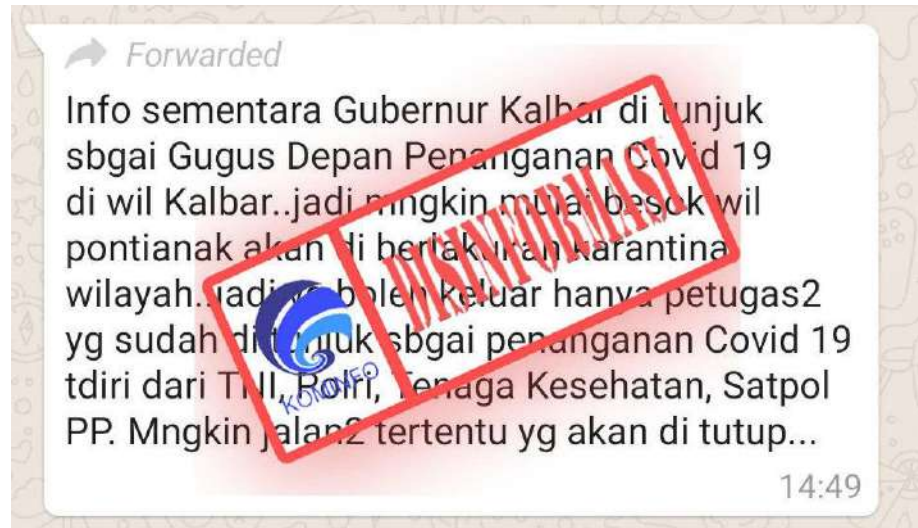 Forwarded
Info sementara Gubernur Kalbar di tunjuk
sbgai Gugus Depan Penanganan Covid 19
di wil Kalbar..jadi mngkin mulai besok wil
pontianak akan di berlakukan karantina
wilayah..jadi yg boleh keluar hanya petugas2
yg sudah ditunjuk sbgai penanganan Covid 19
tdiri dari TNI, Polri, Tenaga Kesehatan, Satpol
PP. Mngkin jalan2 tertentu yg akan di tutup...
14:49
DISINFORMASI
KOMINFO